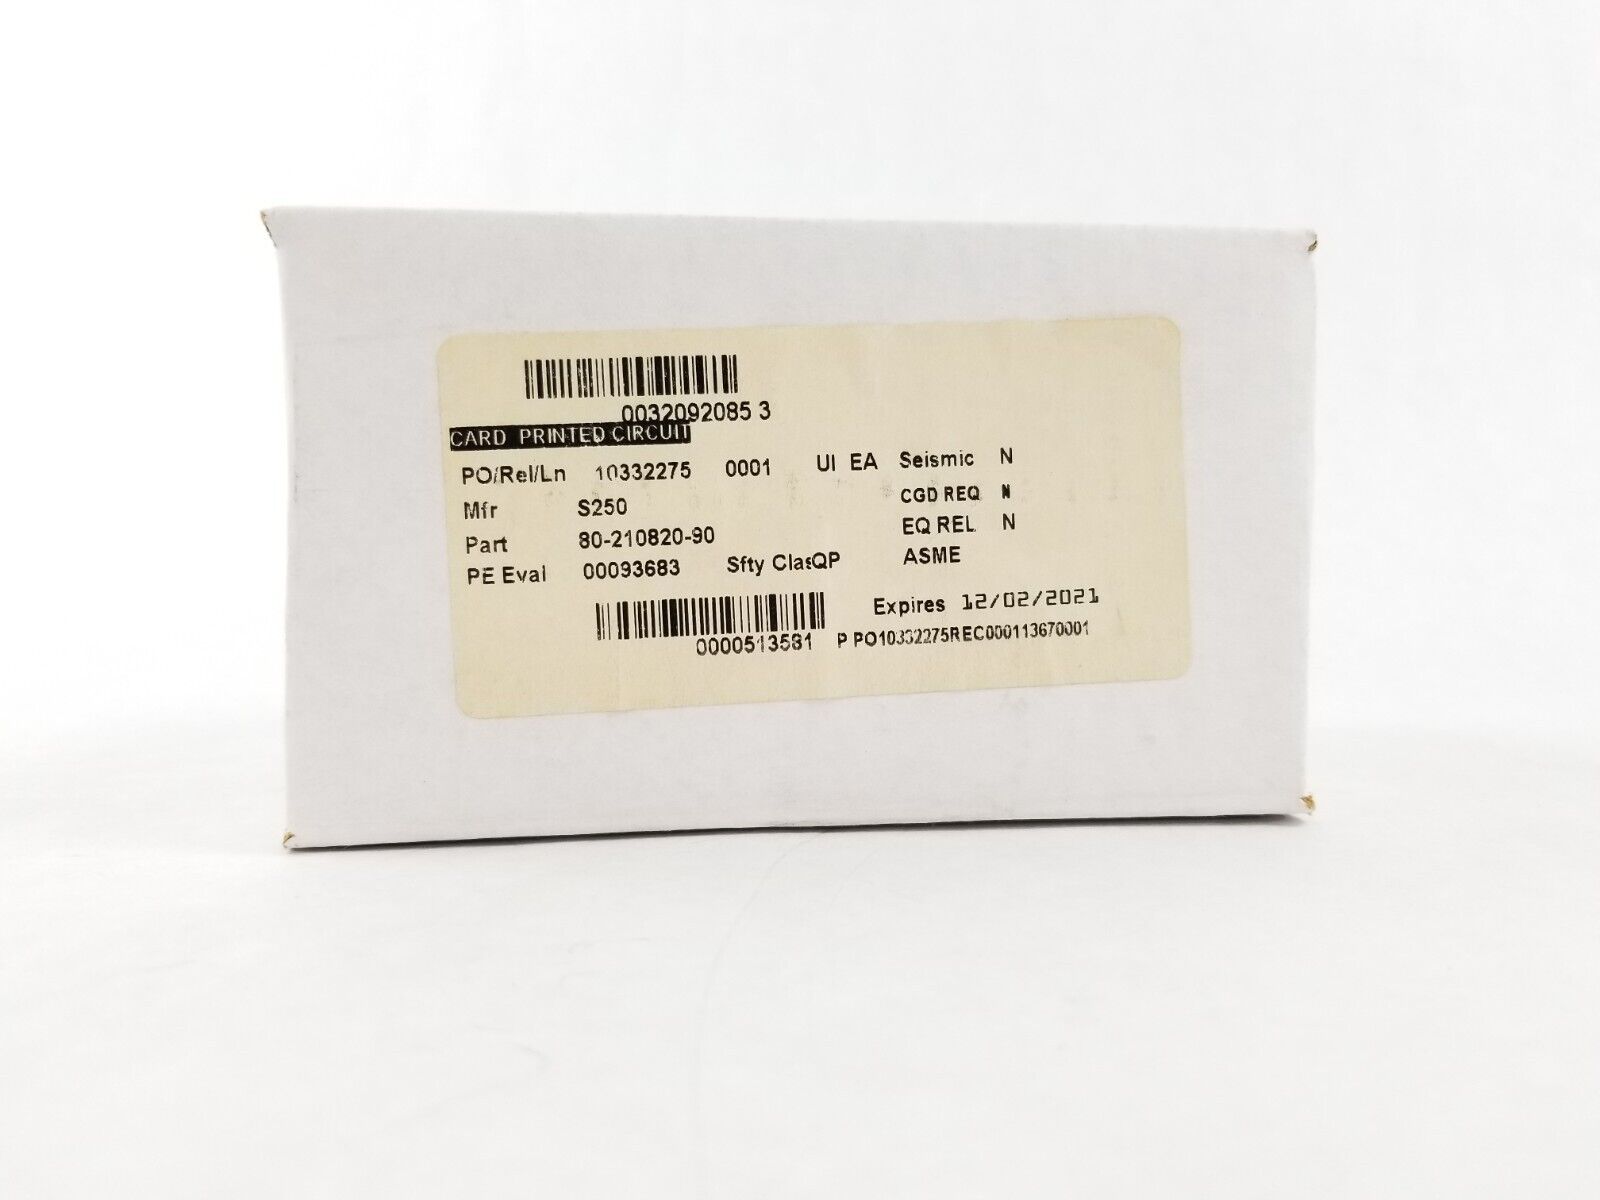 0032092085 3
CARD PRINTED CIRCUIT
PO/Rel/Ln 10332275 0001 UI EA Seismic N
Mfr S250 CGD REQ N
Part 80-210820-90 EQ REL N
PE Eval 00093683 Sfty ClasQP ASME
Expires 12/02/2021
0000513581 P PO10332275REC000113670001